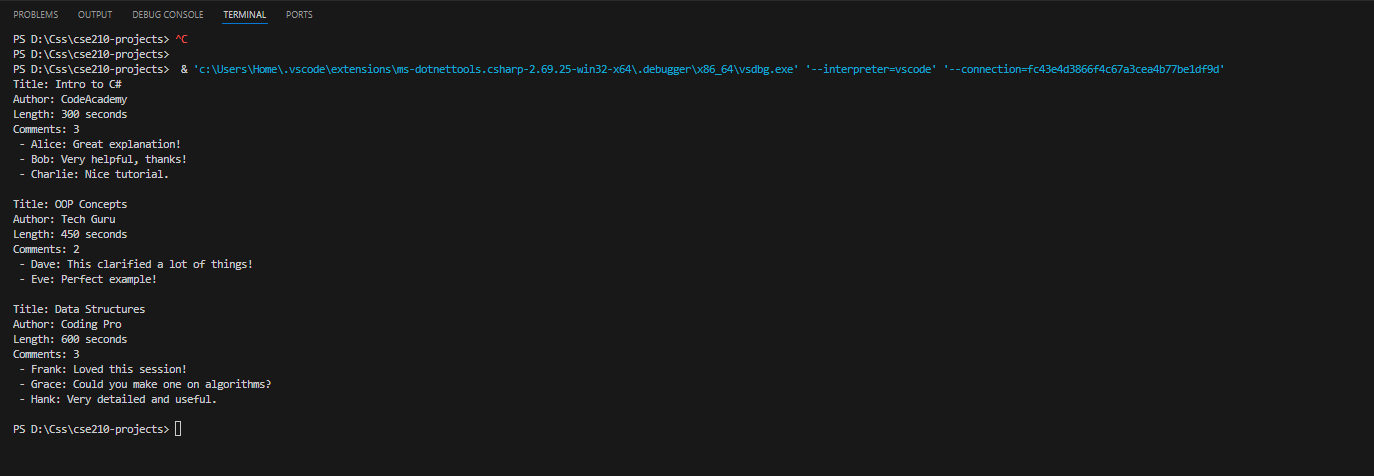 PROBLEMS OUTPUT DEBUG CONSOLE TERMINAL PORTS
PS D:\Css\cse210-projects> ^C
PS D:\Css\cse210-projects>
PS D:\Css\cse210-projects>  & 'c:\Users\Home\.vscode\extensions\ms-dotnettools.csharp-2.69.25-win32-x64\.debugger\x86_64\vsdbg.exe' '--interpreter=vscode' '--connection=fc43e4d3866f4c67a3cea4b77be1df9d'
Title: Intro to C#
Author: CodeAcademy
Length: 300 seconds
Comments: 3
 - Alice: Great explanation!
 - Bob: Very helpful, thanks!
 - Charlie: Nice tutorial.

Title: OOP Concepts
Author: Tech Guru
Length: 450 seconds
Comments: 2
 - Dave: This clarified a lot of things!
 - Eve: Perfect example!

Title: Data Structures
Author: Coding Pro
Length: 600 seconds
Comments: 3
 - Frank: Loved this session!
 - Grace: Could you make one on algorithms?
 - Hank: Very detailed and useful.

PS D:\Css\cse210-projects>